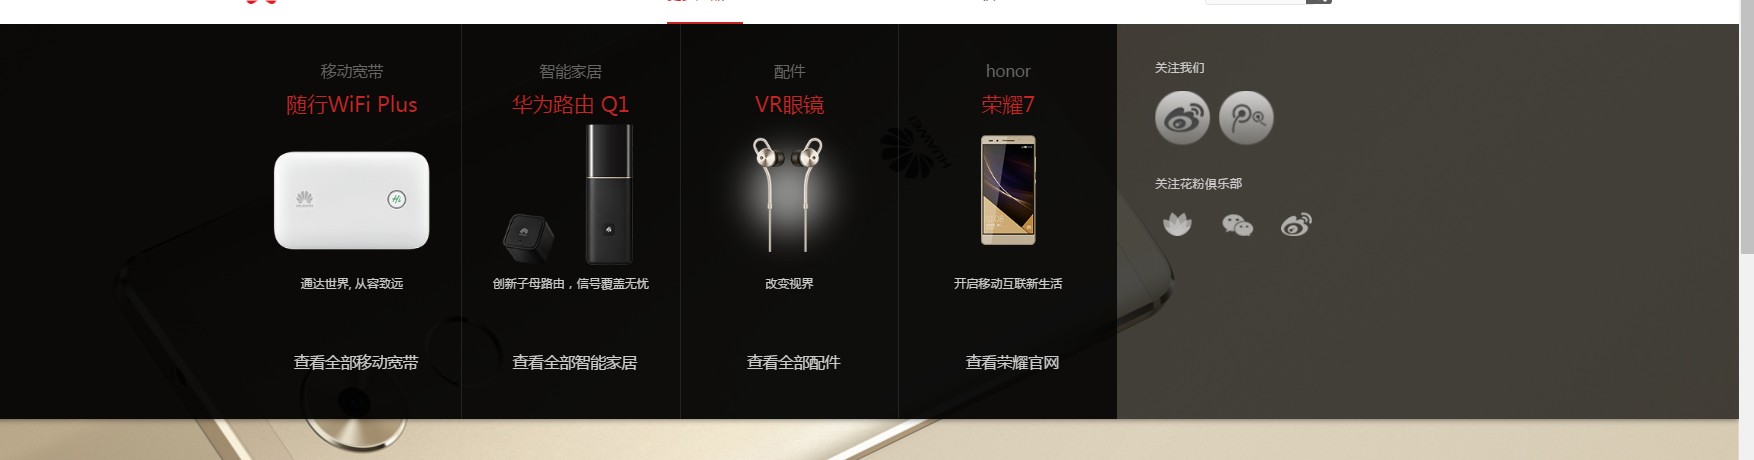 移动宽带
随行WiFi Plus
通达世界, 从容致远
查看全部移动宽带
智能家居
华为路由 Q1
创新子母路由，信号覆盖无忧
查看全部智能家居
配件
VR眼镜
改变视界
查看全部配件
honor
荣耀7
开启移动互联新生活
查看荣耀官网
关注我们
关注花粉俱乐部
HUAWEI